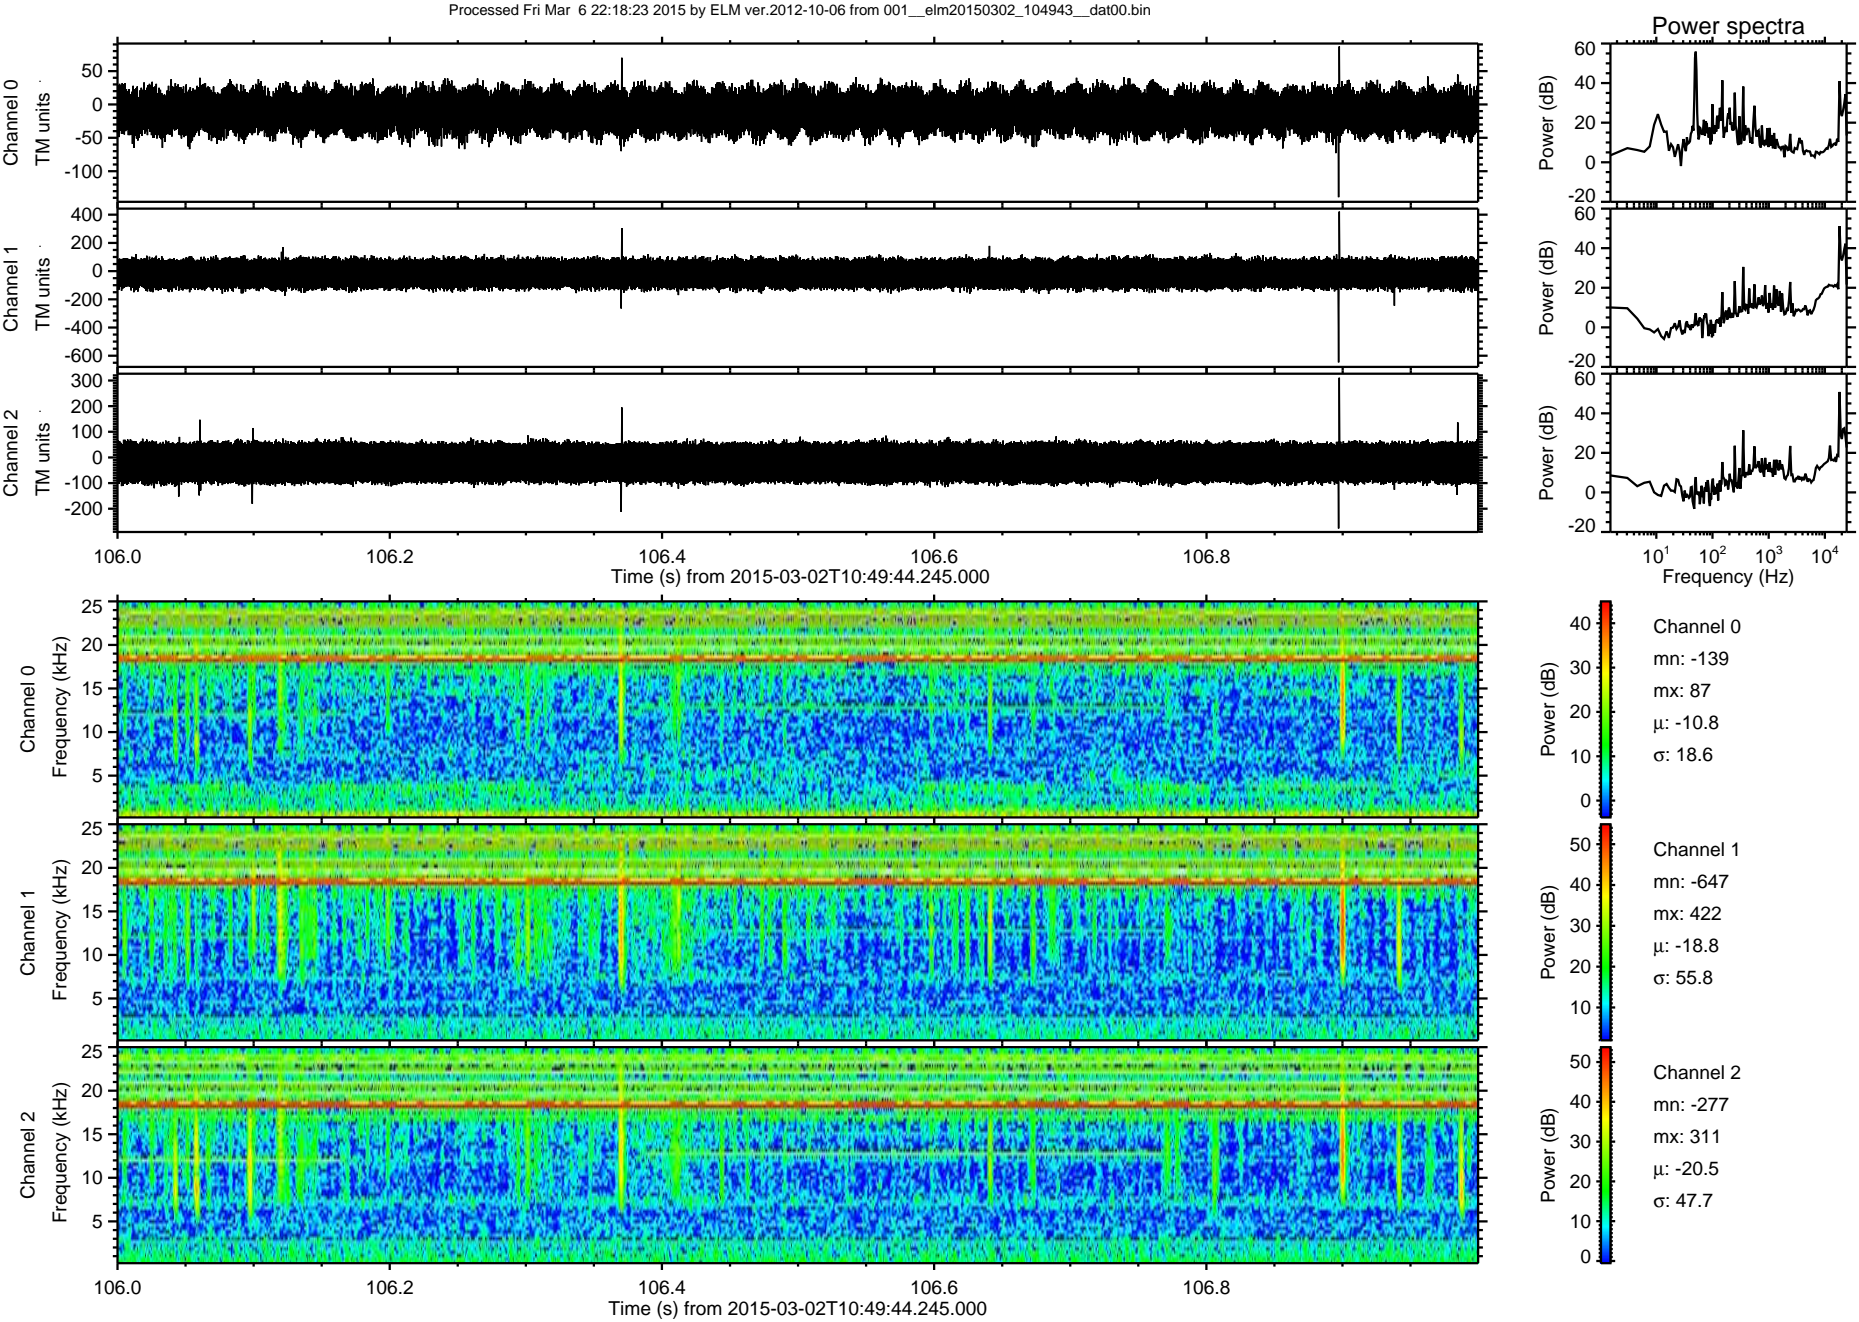 Processed Fri Mar 6 22:18:23 2015 by ELM ver.2012-10-06 from 001__elm20150302_104943__dat00.bin
Power spectra
Channel 0
TM units
50
0
-50
-100
Power (dB)
60
40
20
0
-20
Channel 1
TM units
400
200
0
-200
-400
-600
Power (dB)
60
40
20
0
-20
Channel 2
TM units
300
200
100
0
-100
-200
Power (dB)
60
40
20
0
-20
106.0 106.2 106.4 106.6 106.8
Time (s) from 2015-03-02T10:49:44.245.000
10^1 10^2 10^3 10^4
Frequency (Hz)
Channel 0
Frequency (kHz)
25
20
15
10
5
Power (dB)
40
30
20
10
0
Channel 0
mn: -139
mx: 87
μ: -10.8
σ: 18.6
Channel 1
Frequency (kHz)
25
20
15
10
5
Power (dB)
50
40
30
20
10
Channel 1
mn: -647
mx: 422
μ: -18.8
σ: 55.8
Channel 2
Frequency (kHz)
25
20
15
10
5
Power (dB)
50
40
30
20
10
0
Channel 2
mn: -277
mx: 311
μ: -20.5
σ: 47.7
106.0 106.2 106.4 106.6 106.8
Time (s) from 2015-03-02T10:49:44.245.000